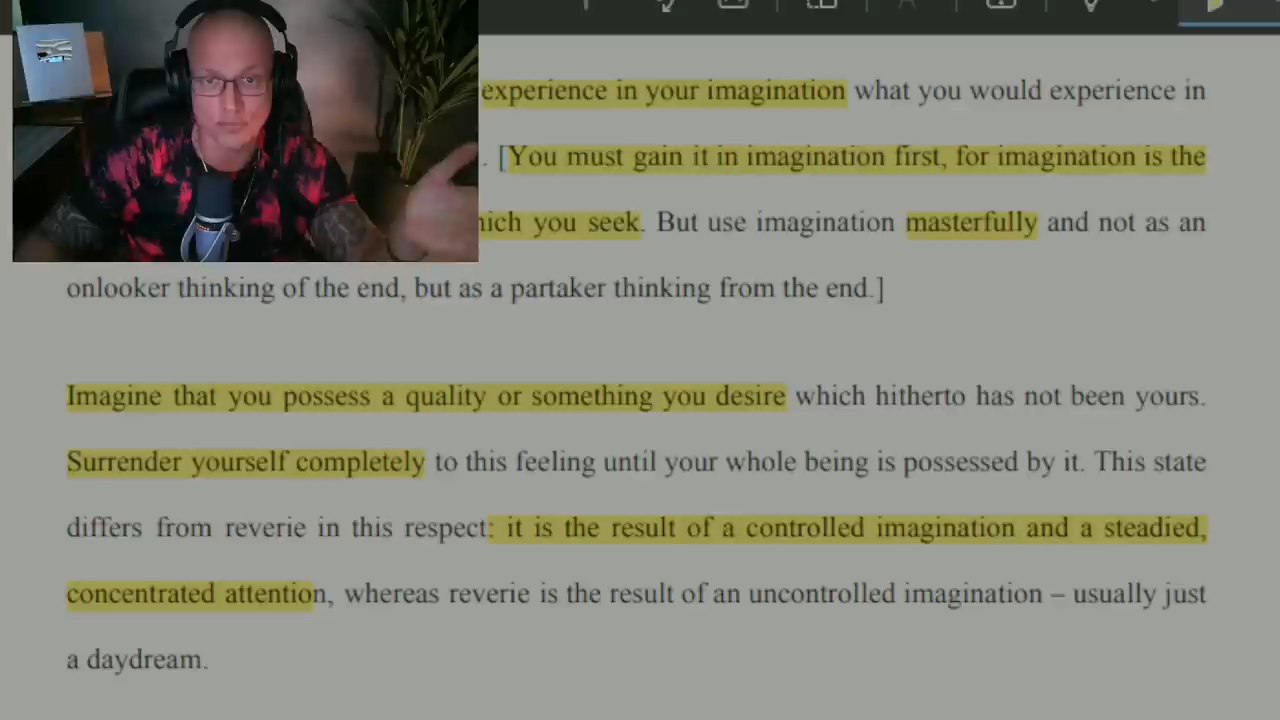 experience in your imagination what you would experience in
. [You must gain it in imagination first, for imagination is the
which you seek. But use imagination masterfully and not as an
onlooker thinking of the end, but as a partaker thinking from the end.]
Imagine that you possess a quality or something you desire which hitherto has not been yours.
Surrender yourself completely to this feeling until your whole being is possessed by it. This state
differs from reverie in this respect: it is the result of a controlled imagination and a steadied,
concentrated attention, whereas reverie is the result of an uncontrolled imagination – usually just
a daydream.